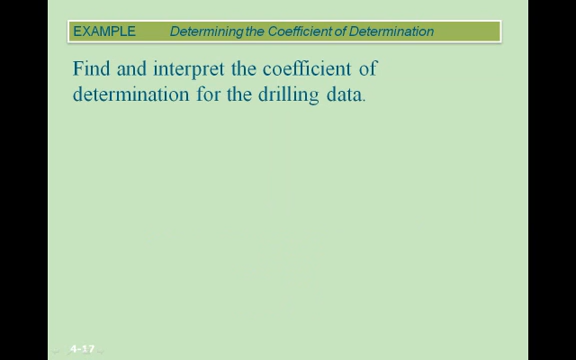 EXAMPLE Determining the Coefficient of Determination
Find and interpret the coefficient of
determination for the drilling data.
4-17